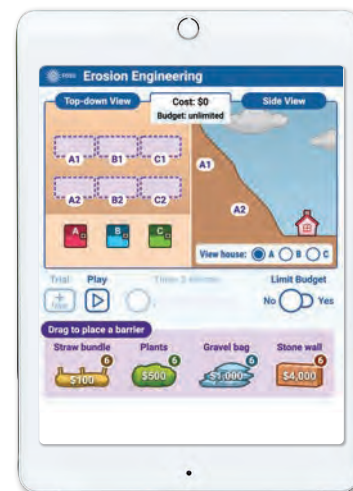 Erosion Engineering
Top-down View
Cost: $0
Budget: unlimited
Side View
A1 B1 C1
A2 B2 C2
A B C
A1
A2
View house: A B C
Trial Play
Limit Budget
No Yes
Drag to place a barrier
Straw bundle Plants Gravel bag Stone wall
6 6 6 6
$100 $500 $1,000 $4,000